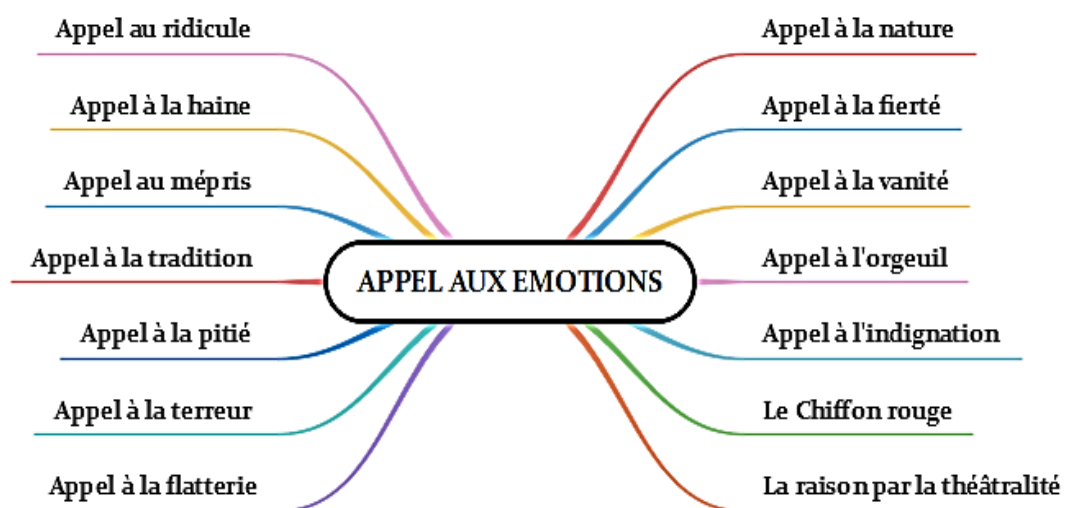 Appel au ridicule
Appel à la haine
Appel au mépris
Appel à la tradition
Appel à la pitié
Appel à la terreur
Appel à la flatterie
APPEL AUX EMOTIONS
Appel à la nature
Appel à la fierté
Appel à la vanité
Appel à l'orgeuil
Appel à l'indignation
Le Chiffon rouge
La raison par la théâtralité